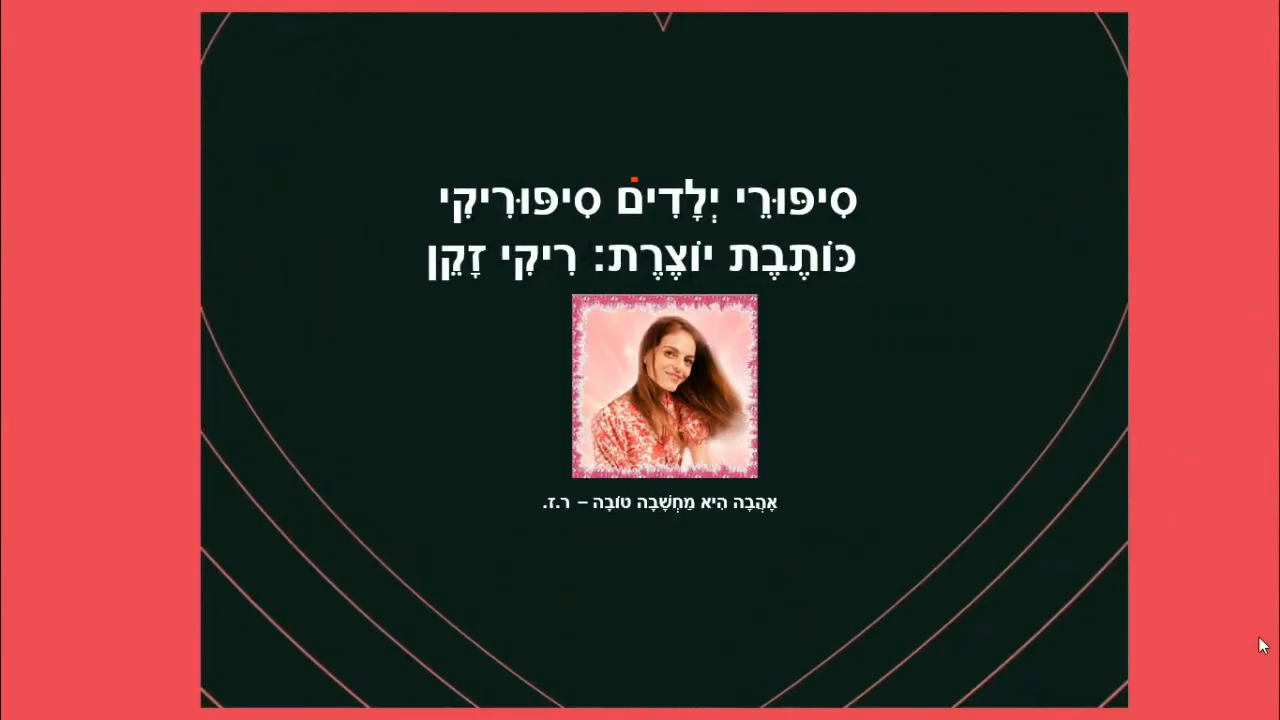 סִיפּוּרֵי יְלָדִים סִיפּוּרִיקִי
כּוֹתֶבֶת יוֹצֶרֶת: רִיקִי זָקֵן
אַהֲבָה הִיא מַחְשָׁבָה טוֹבָה – ר.ז.